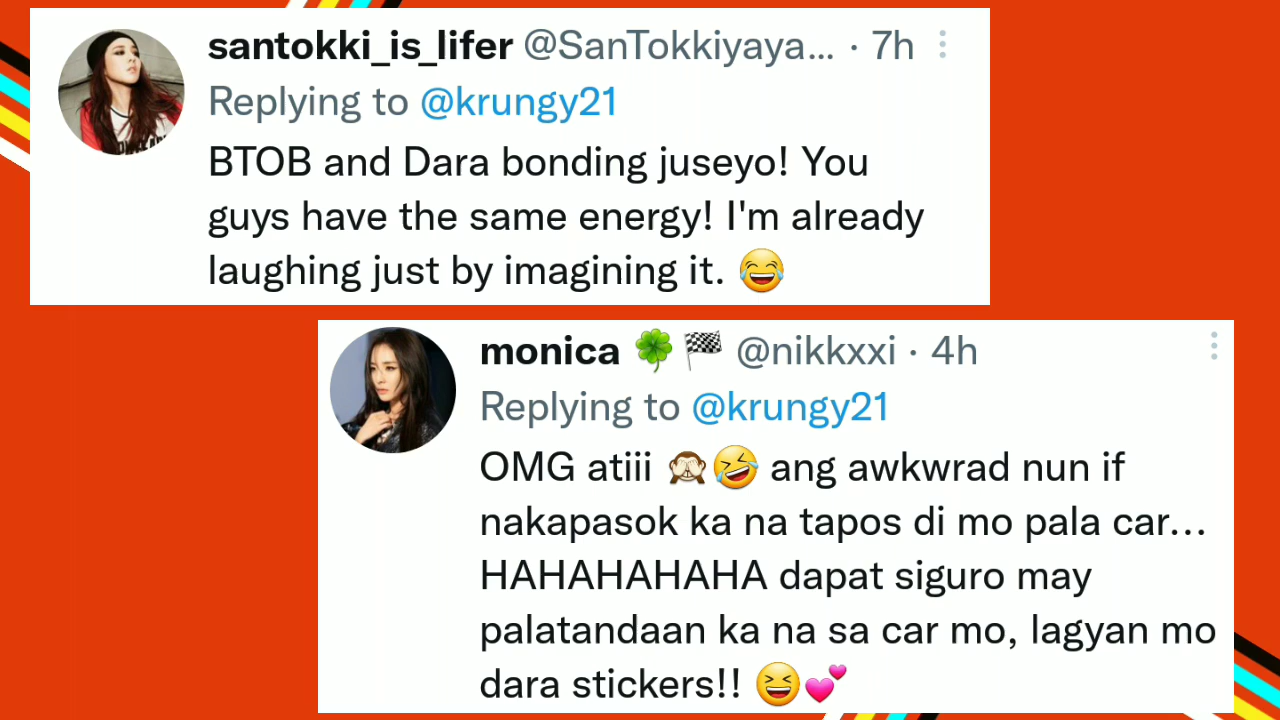 santokki_is_lifer @SanTokkiyaya... · 7h
Replying to @krungy21
BTOB and Dara bonding juseyo! You
guys have the same energy! I'm already
laughing just by imagining it. 😂
monica 🍀🏁 @nikkxxi · 4h
Replying to @krungy21
OMG atiii 🙈🤣 ang awkwrad nun if
nakapasok ka na tapos di mo pala car...
HAHAHAHAHA dapat siguro may
palatandaan ka na sa car mo, lagyan mo
dara stickers!! 😆💕